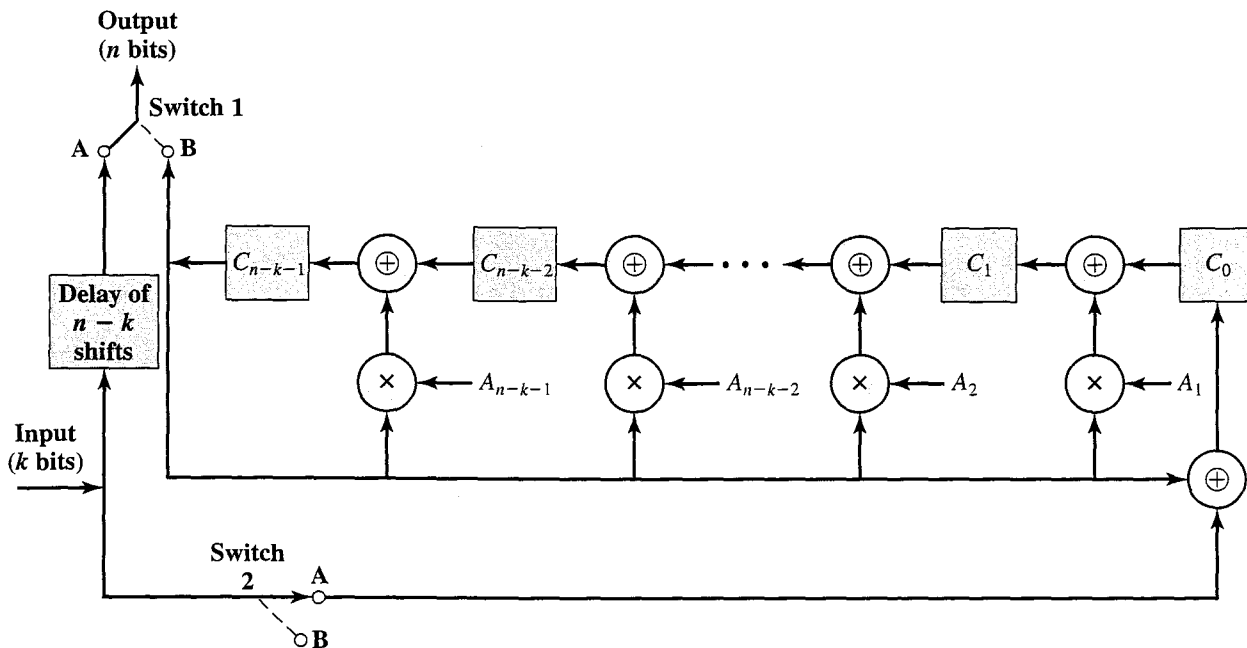 Output
(n bits)
Switch 1
A
B
C_{n-k-1}
⊕
C_{n-k-2}
⊕
• • •
⊕
C_1
⊕
C_0
Delay of
n − k
shifts
×
A_{n-k-1}
×
A_{n-k-2}
×
A_2
×
A_1
Input
(k bits)
⊕
Switch
2
A
B